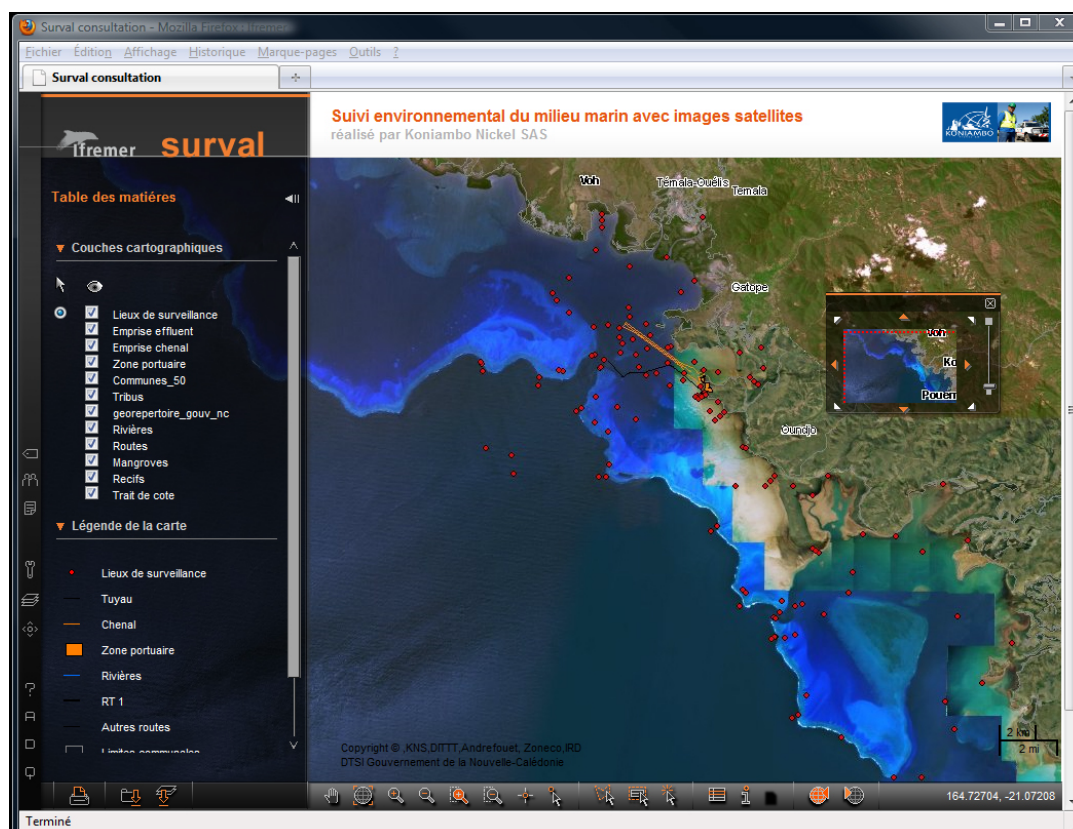 Surval consultation - Mozilla Firefox: Ifremer
Fichier Édition Affichage Historique Marque-pages Outils ?
Surval consultation
Ifremer surval
Suivi environnemental du milieu marin avec images satellites
réalisé par Koniambo Nickel SAS
KONIAMBO
Table des matiéres
Couches cartographiques
Lieux de surveillance
Emprise effluent
Emprise chenal
Zone portuaire
Communes_50
Tribus
georepertoire_gouv_nc
Rivières
Routes
Mangroves
Recifs
Trait de cote
Légende de la carte
Lieux de surveillance
Tuyau
Chenal
Zone portuaire
Rivières
RT 1
Autres routes
Limites communales
Voh
Témala-Ouélis
Temala
Gatope
Oundjo
Voh
Ko
Pouem
2 km
2 mi
Copyright © ,KNS,DITTT,Andrefouet, Zoneco,IRD
DTSI Gouvernement de la Nouvelle-Calédonie
164.72704, -21.07208
Terminé